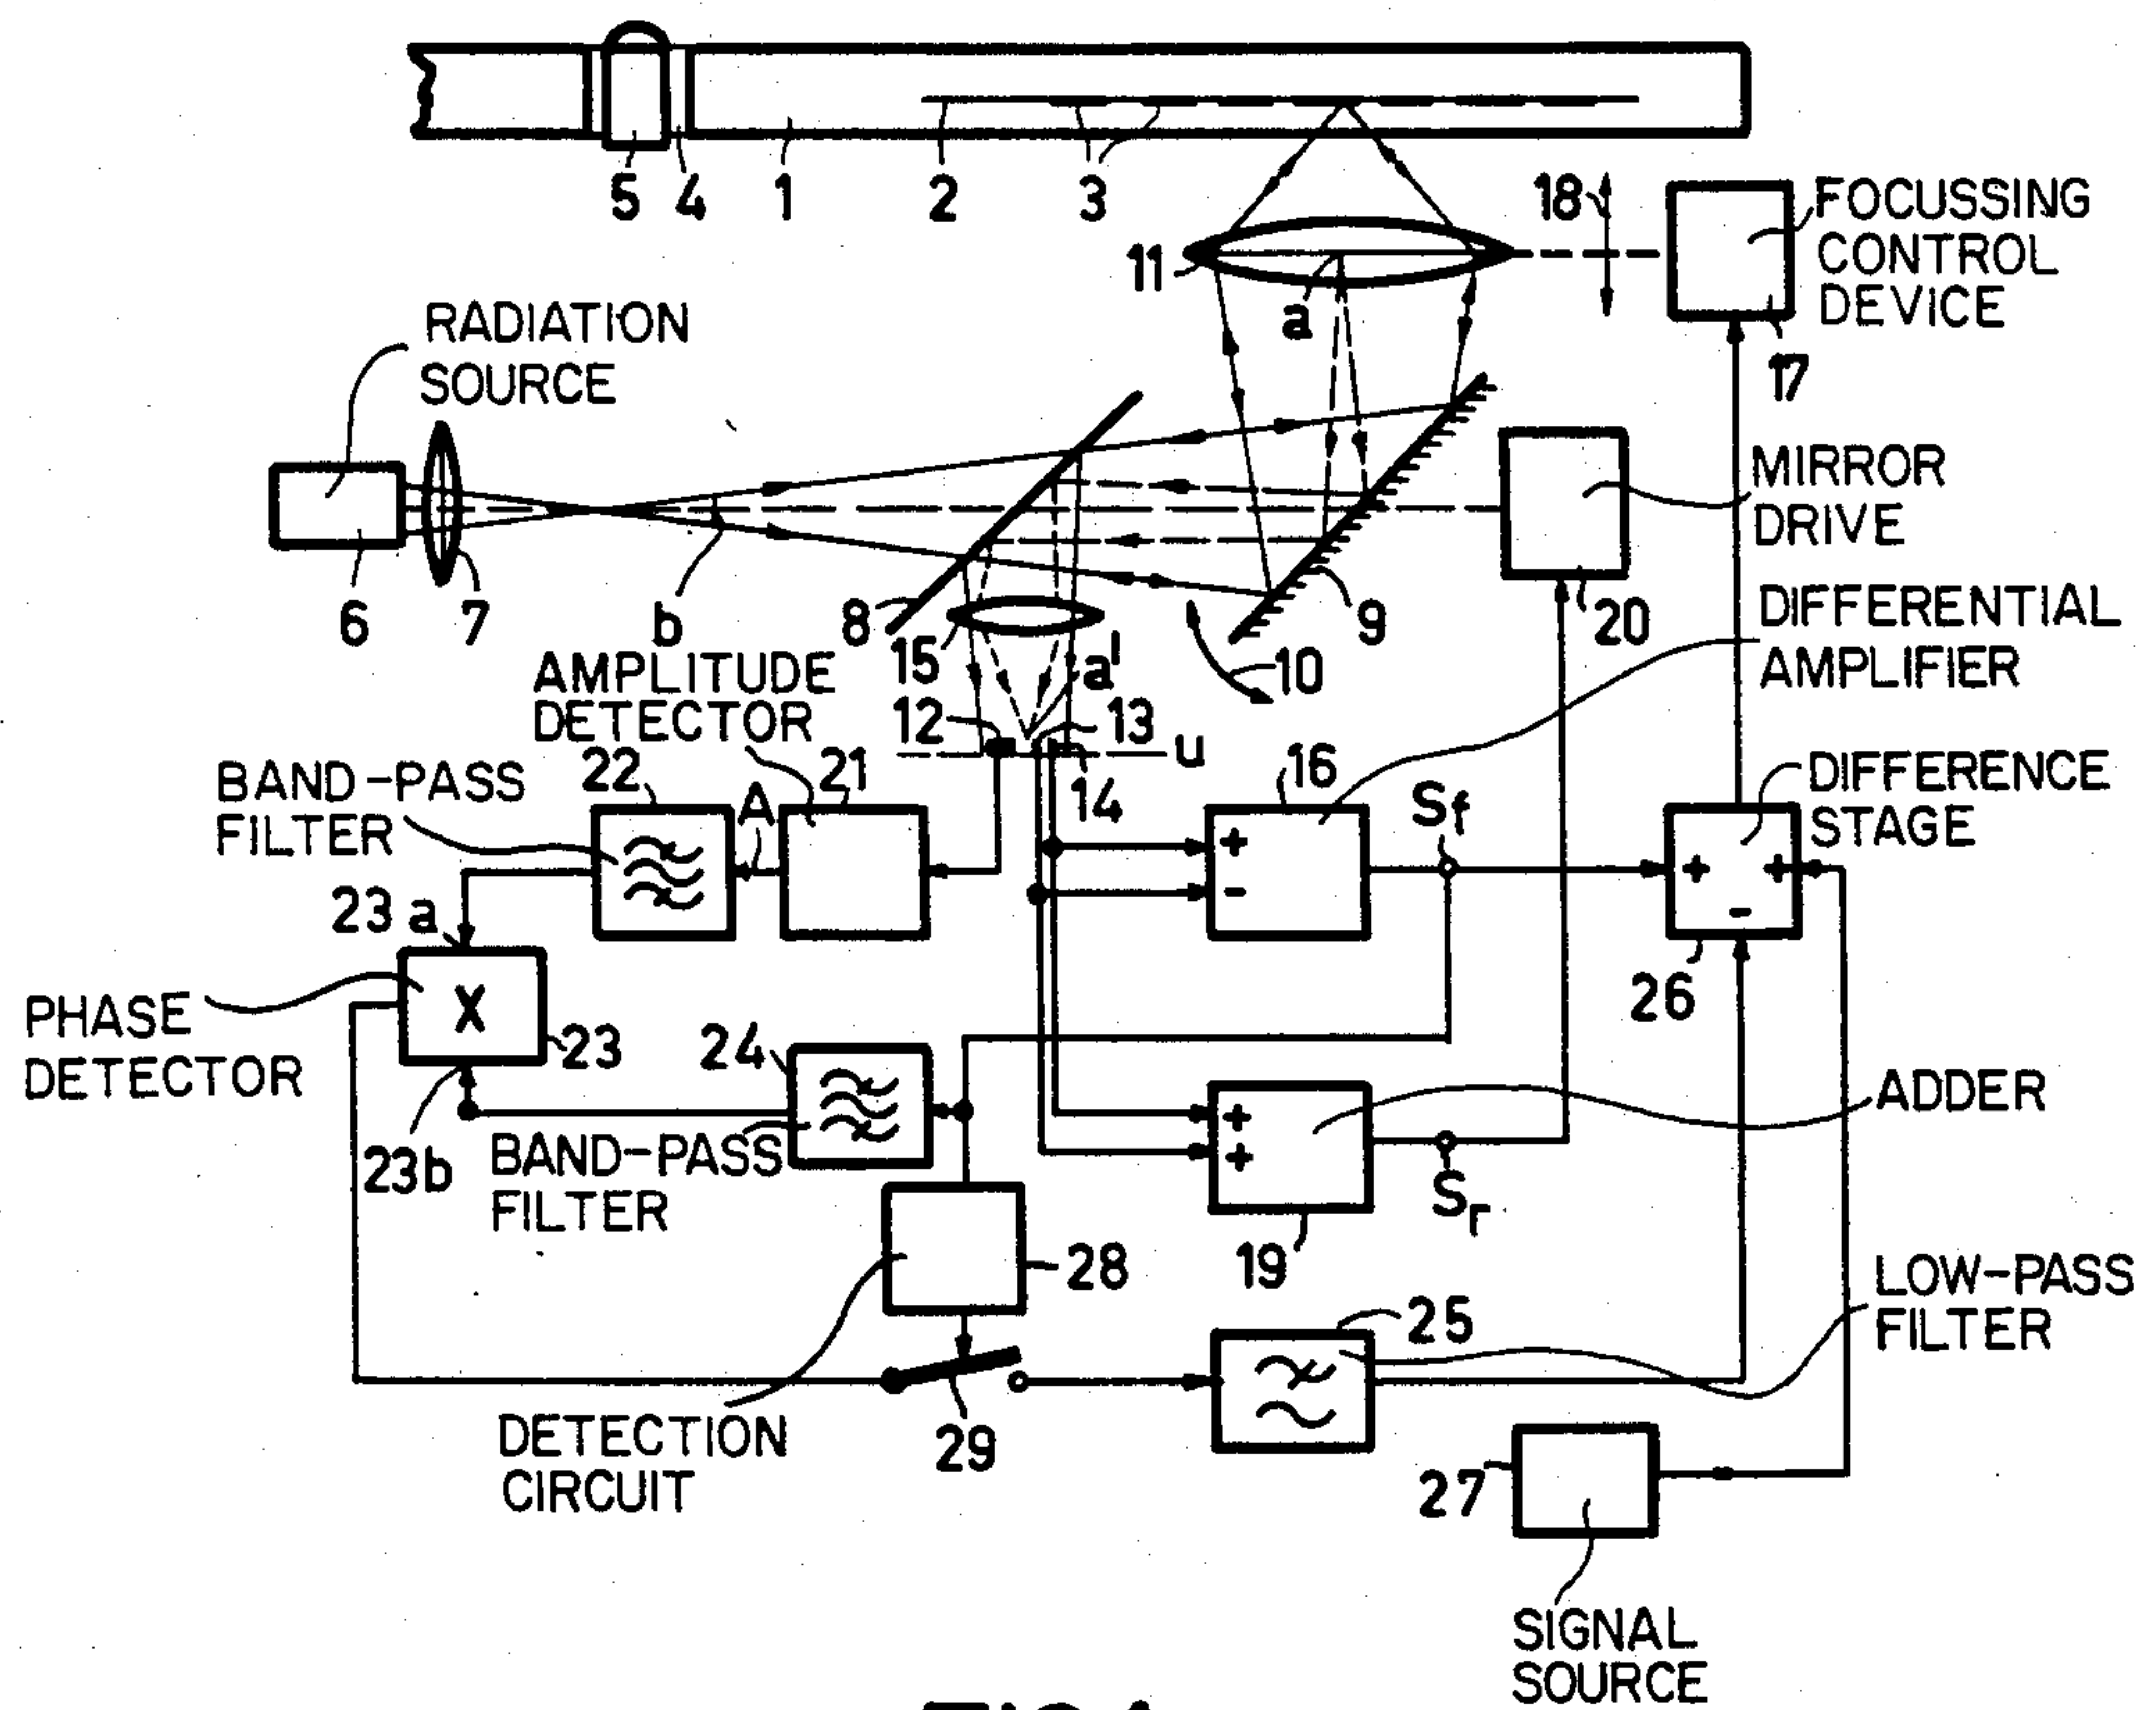 5
4
1
2
3
18
FOCUSSING
CONTROL
DEVICE
11
a
17
RADIATION
SOURCE
MIRROR
DRIVE
6
7
b
8
9
20
DIFFERENTIAL
AMPLIFIER
15
a'
10
AMPLITUDE
DETECTOR
12
13
u
BAND-PASS
FILTER
22
A
21
14
16
Sf
DIFFERENCE
STAGE
+
-
+
+
-
23a
26
PHASE
DETECTOR
X
23
24
ADDER
+
+
23b
BAND-PASS
FILTER
Sr
28
19
LOW-PASS
FILTER
25
DETECTION
CIRCUIT
29
27
SIGNAL
SOURCE